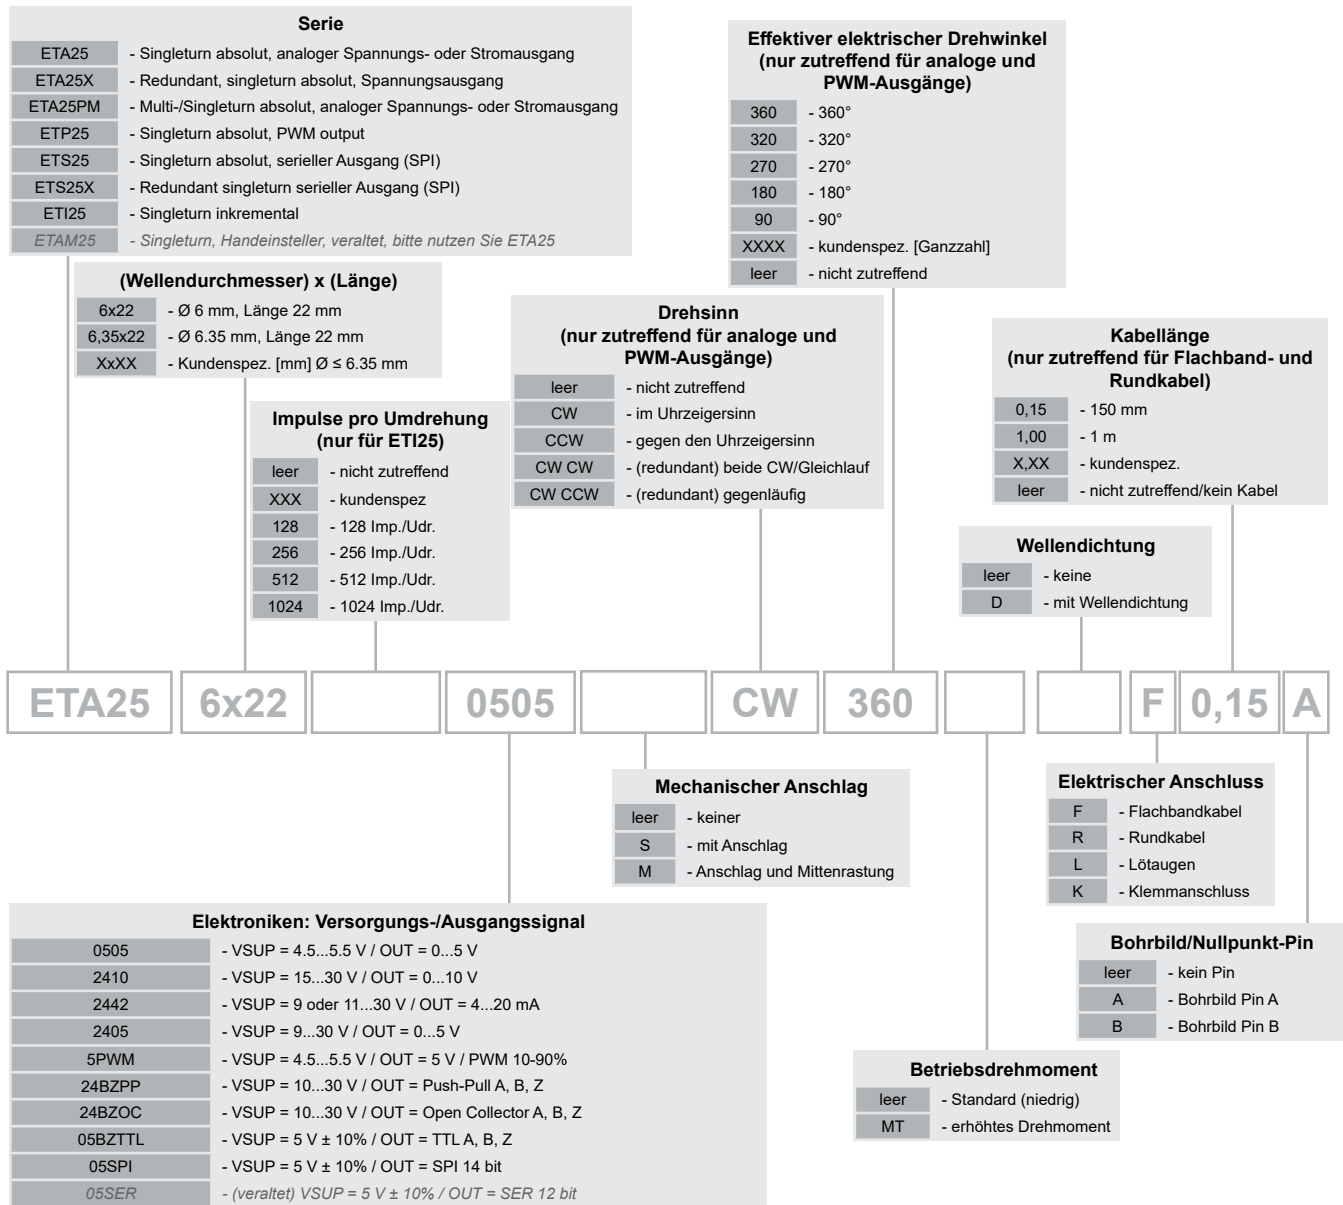 Serie
ETA25 - Singleturn absolut, analoger Spannungs- oder Stromausgang
ETA25X - Redundant, singleturn absolut, Spannungsausgang
ETA25PM - Multi-/Singleturn absolut, analoger Spannungs- oder Stromausgang
ETP25 - Singleturn absolut, PWM output
ETS25 - Singleturn absolut, serieller Ausgang (SPI)
ETS25X - Redundant singleturn serieller Ausgang (SPI)
ETI25 - Singleturn inkremental
ETAM25 - Singleturn, Handeinsteller, veraltet, bitte nutzen Sie ETA25
Effektiver elektrischer Drehwinkel
(nur zutreffend für analoge und
PWM-Ausgänge)
360 - 360°
320 - 320°
270 - 270°
180 - 180°
90 - 90°
XXXX - kundenspez. [Ganzzahl]
leer - nicht zutreffend
(Wellendurchmesser) x (Länge)
6x22 - Ø 6 mm, Länge 22 mm
6,35x22 - Ø 6.35 mm, Länge 22 mm
XxXX - Kundenspez. [mm] Ø ≤ 6.35 mm
Drehsinn
(nur zutreffend für analoge und
PWM-Ausgänge)
leer - nicht zutreffend
CW - im Uhrzeigersinn
CCW - gegen den Uhrzeigersinn
CW CW - (redundant) beide CW/Gleichlauf
CW CCW - (redundant) gegenläufig
Kabellänge
(nur zutreffend für Flachband- und
Rundkabel)
0,15 - 150 mm
1,00 - 1 m
X,XX - kundenspez.
leer - nicht zutreffend/kein Kabel
Impulse pro Umdrehung
(nur für ETI25)
leer - nicht zutreffend
XXX - kundenspez
128 - 128 Imp./Udr.
256 - 256 Imp./Udr.
512 - 512 Imp./Udr.
1024 - 1024 Imp./Udr.
Wellendichtung
leer - keine
D - mit Wellendichtung
ETA25 6x22 0505 CW 360 F 0,15 A
Mechanischer Anschlag
leer - keiner
S - mit Anschlag
M - Anschlag und Mittenrastung
Elektrischer Anschluss
F - Flachbandkabel
R - Rundkabel
L - Lötaugen
K - Klemmanschluss
Elektroniken: Versorgungs-/Ausgangssignal
0505 - VSUP = 4.5...5.5 V / OUT = 0...5 V
2410 - VSUP = 15...30 V / OUT = 0...10 V
2442 - VSUP = 9 oder 11...30 V / OUT = 4...20 mA
2405 - VSUP = 9...30 V / OUT = 0...5 V
5PWM - VSUP = 4.5...5.5 V / OUT = 5 V / PWM 10-90%
24BZPP - VSUP = 10...30 V / OUT = Push-Pull A, B, Z
24BZOC - VSUP = 10...30 V / OUT = Open Collector A, B, Z
05BZTTL - VSUP = 5 V ± 10% / OUT = TTL A, B, Z
05SPI - VSUP = 5 V ± 10% / OUT = SPI 14 bit
05SER - (veraltet) VSUP = 5 V ± 10% / OUT = SER 12 bit
Bohrbild/Nullpunkt-Pin
leer - kein Pin
A - Bohrbild Pin A
B - Bohrbild Pin B
Betriebsdrehmoment
leer - Standard (niedrig)
MT - erhöhtes Drehmoment